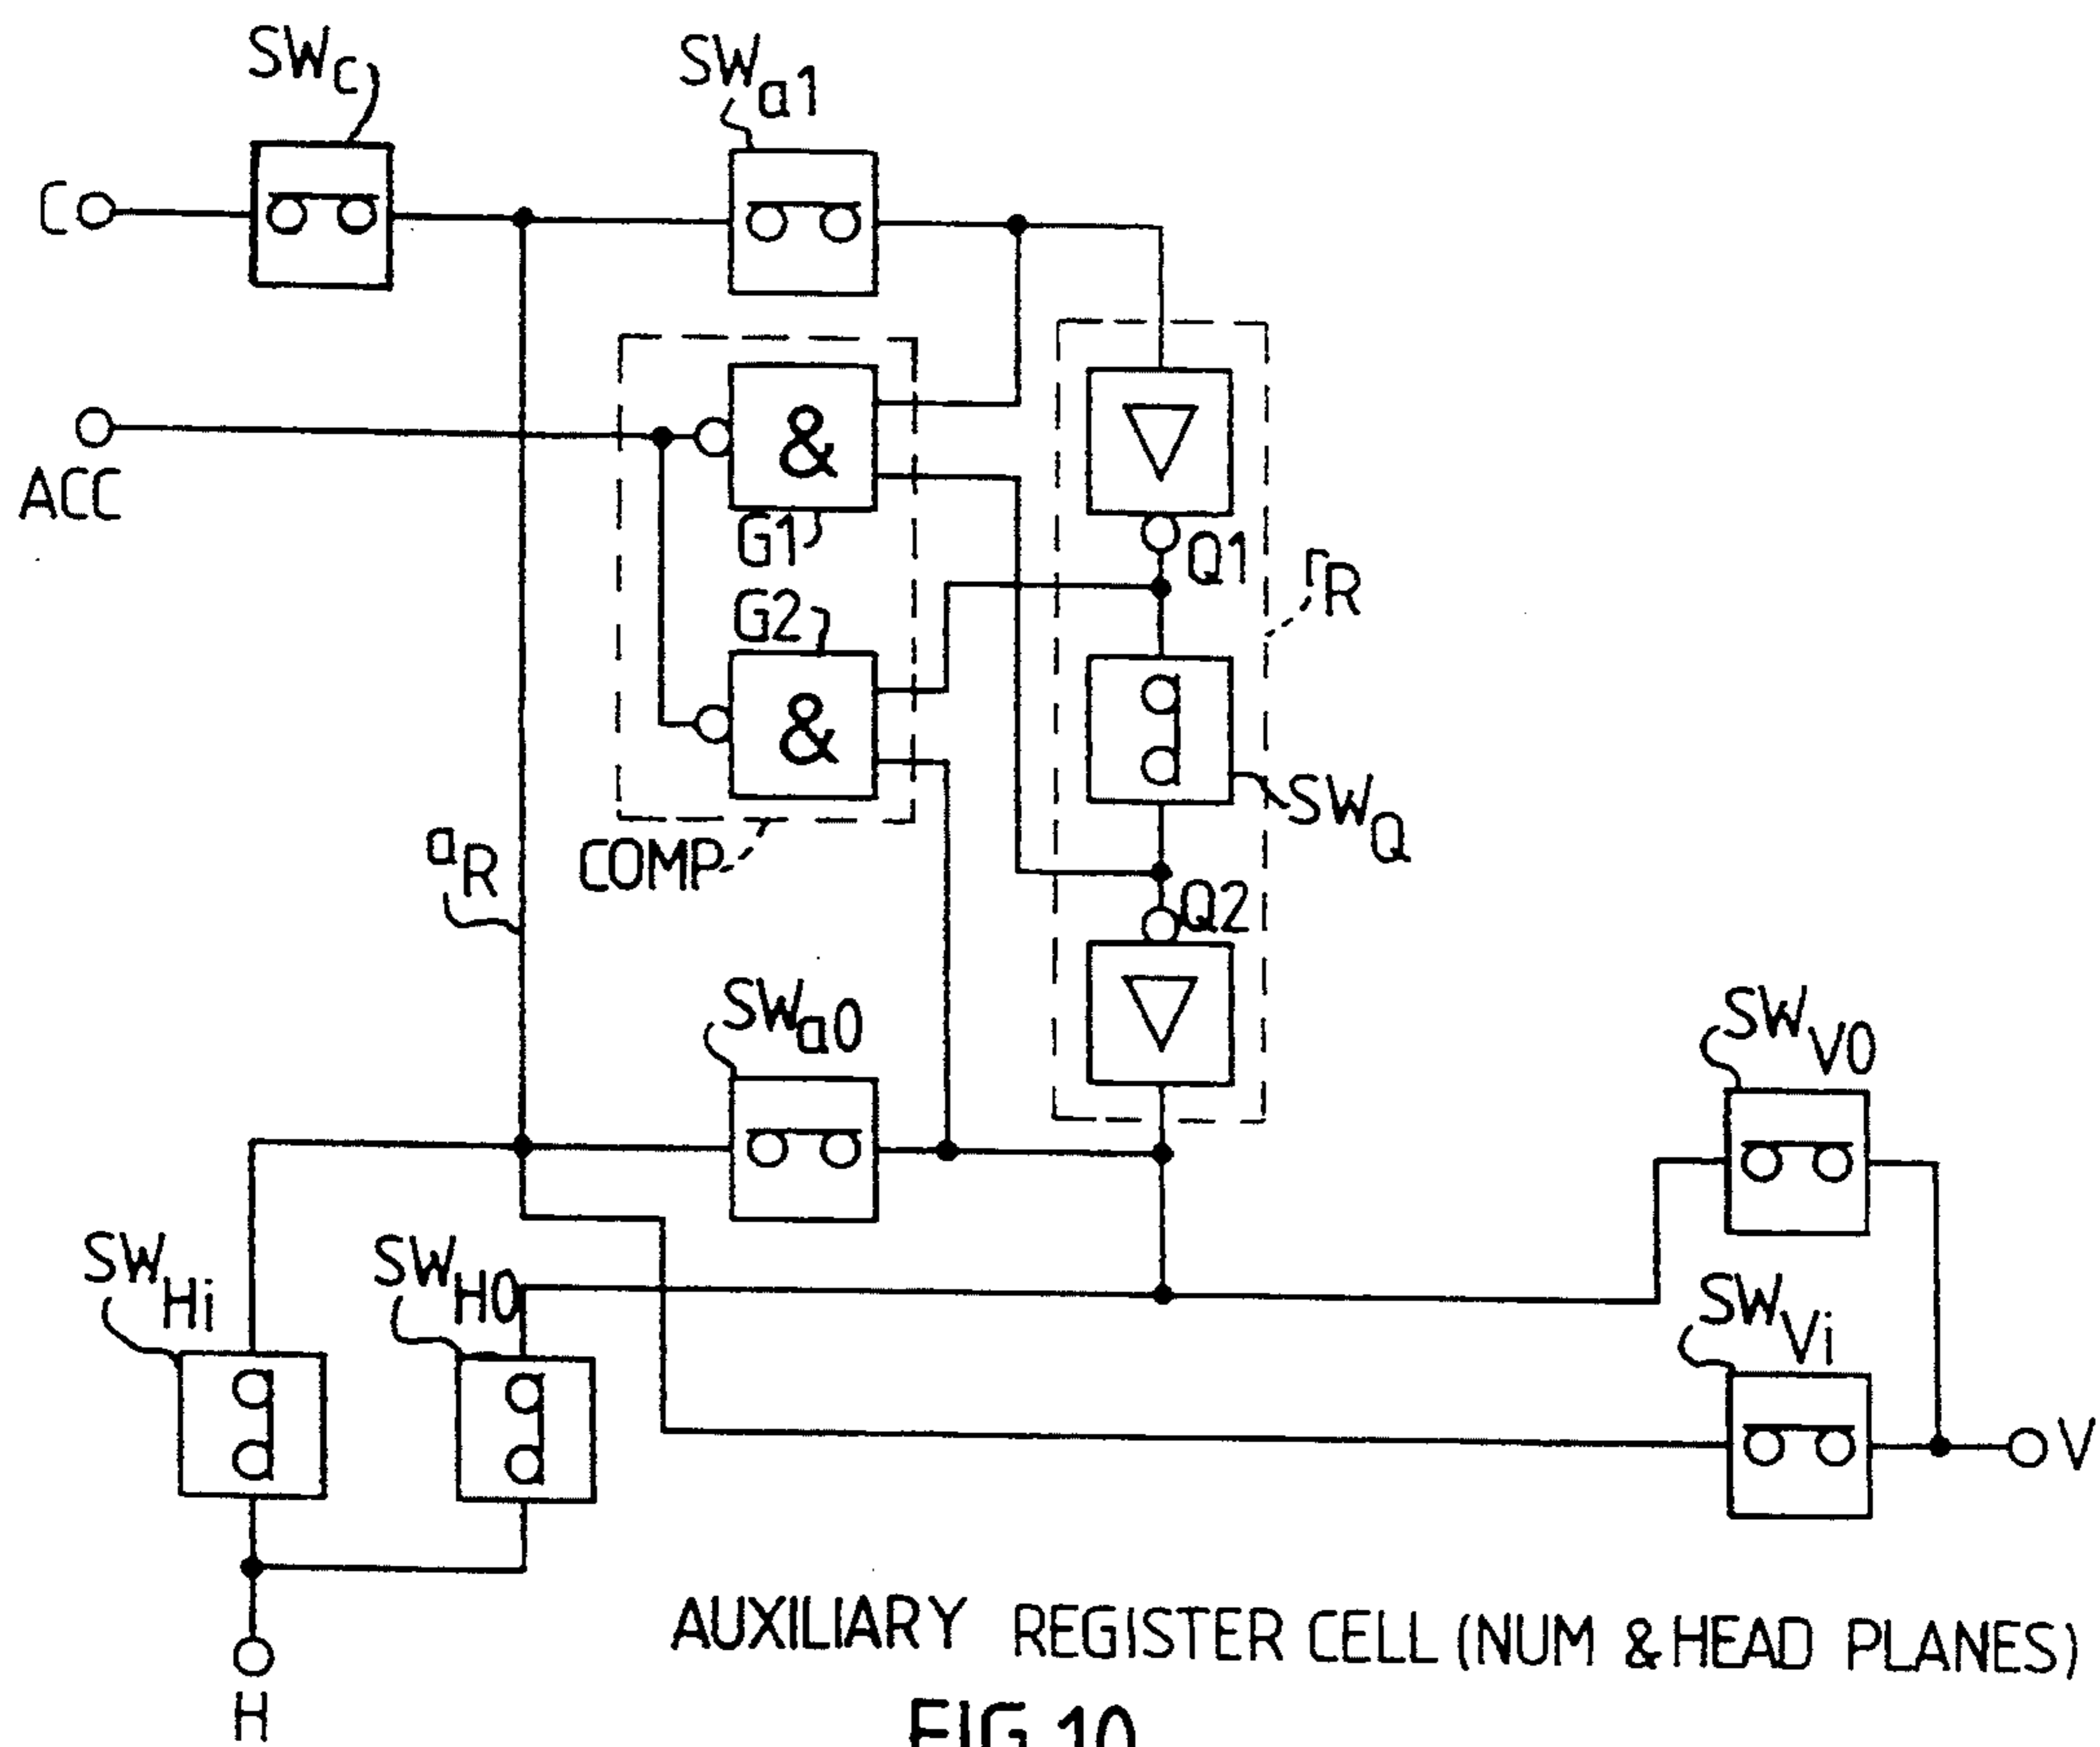 SWC
SWa1
C
ACC
&
G1
Q1
rR
G2
&
SWQ
aR
COMP
Q2
SWa0
SWV0
SWHi
SWH0
SWVi
V
AUXILIARY REGISTER CELL (NUM & HEAD PLANES)
H
FIG.10